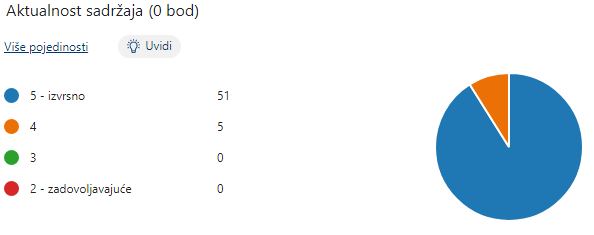 Aktualnost sadržaja (0 bod)
Više pojedinosti Uvidi
5 - izvrsno 51
4 5
3 0
2 - zadovoljavajuće 0